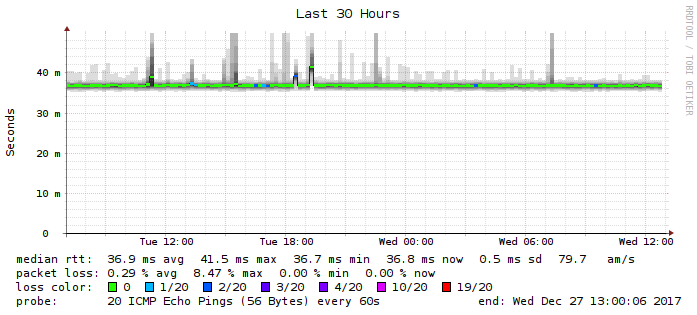 Last 30 Hours
RRDTOOL / TOBI OETIKER
Seconds
40 m
30 m
20 m
10 m
0
Tue 12:00 Tue 18:00 Wed 00:00 Wed 06:00 Wed 12:00
median rtt: 36.9 ms avg 41.5 ms max 36.7 ms min 36.8 ms now 0.5 ms sd 79.7 am/s
packet loss: 0.29 % avg 8.47 % max 0.00 % min 0.00 % now
loss color: 0 1/20 2/20 3/20 4/20 10/20 19/20
probe: 20 ICMP Echo Pings (56 Bytes) every 60s end: Wed Dec 27 13:00:06 2017